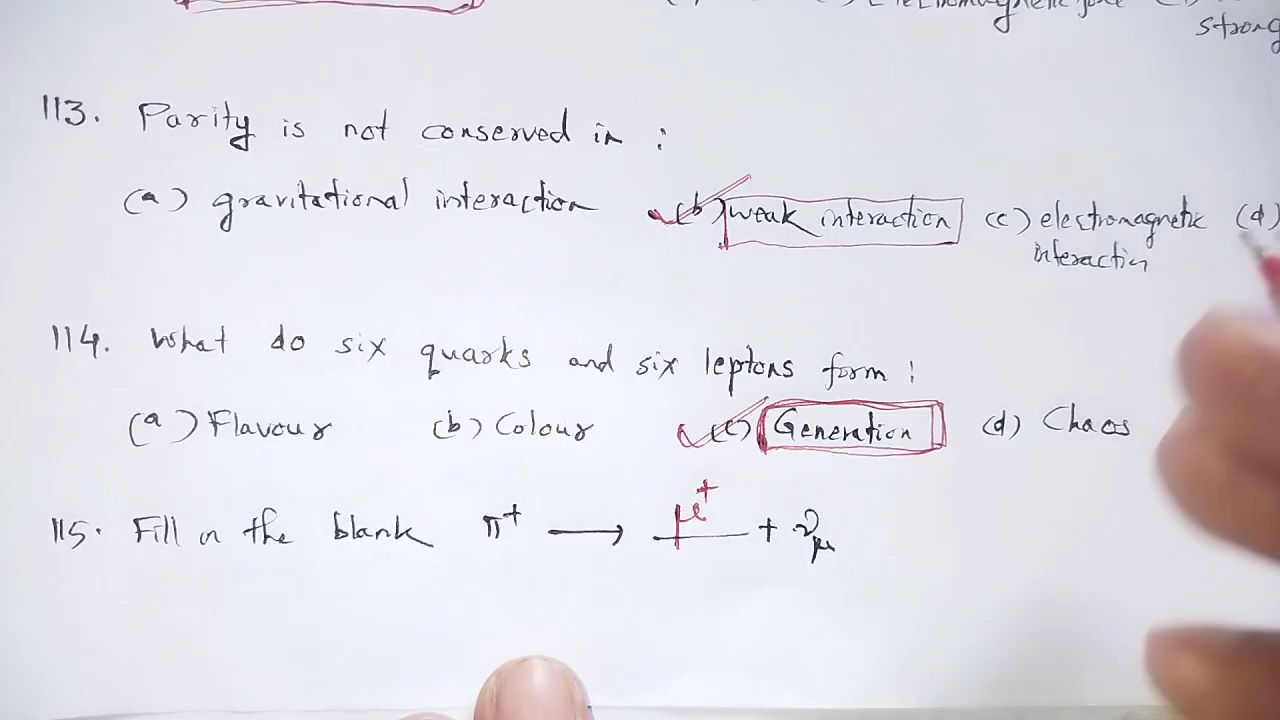 strong
113. Parity is not conserved in :
(a) gravitational interaction (b) weak interaction (c) electromagnetic interaction (d)
114. What do six quarks and six leptons form :
(a) Flavour (b) Colour (c) Generation (d) Chaos
115. Fill in the blank π⁺ ⟶ μ⁺ + ν_μ